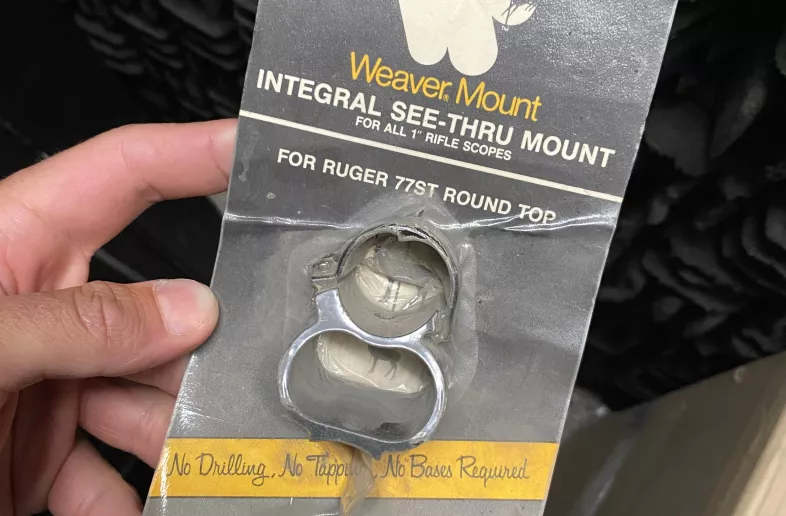 Weaver® Mount
INTEGRAL SEE-THRU MOUNT
FOR ALL 1" RIFLE SCOPES
FOR RUGER 77ST ROUND TOP
No Drilling, No Tapping, No Bases Required